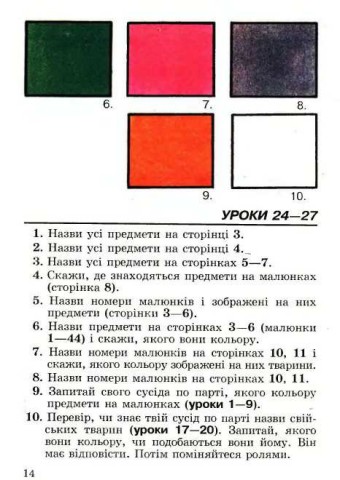 6. 7. 8.
9. 10.
УРОКИ 24—27
1. Назви усі предмети на сторінці 3.
2. Назви усі предмети на сторінці 4.
3. Назви усі предмети на сторінках 5—7.
4. Скажи, де знаходяться предмети на малюнках
(сторінка 8).
5. Назви номери малюнків і зображені на них
предмети (сторінки 3—6).
6. Назви предмети на сторінках 3—6 (малюнки
1—44) і скажи, якого вони кольору.
7. Назви номери малюнків на сторінках 10, 11 і
скажи, якого кольору зображені на них тварини.
8. Назви номери малюнків на сторінках 10, 11.
9. Запитай свого сусіда по парті, якого кольору
предмети на малюнках (уроки 1—9).
10. Перевір, чи знає твій сусід по парті назви свій-
ських тварин (уроки 17—20). Запитай, якого
вони кольору, чи подобаються вони йому. Він
має відповісти. Потім поміняйтеся ролями.
14